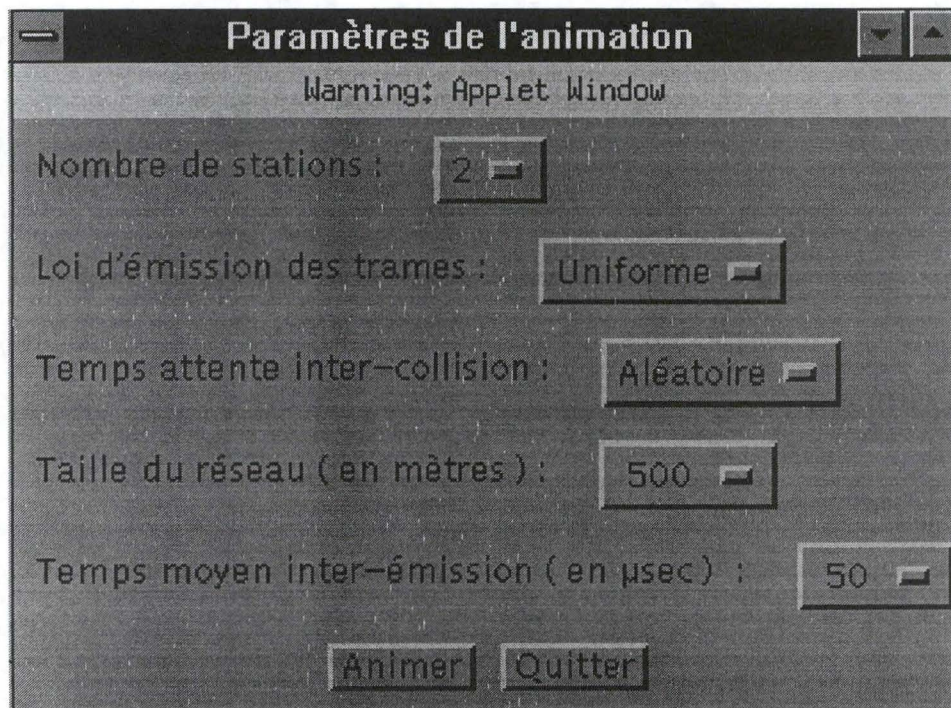 Paramètres de l'animation
Warning: Applet Window
Nombre de stations : 2
Loi d'émission des trames : Uniforme
Temps attente inter-collision : Aléatoire
Taille du réseau ( en mètres ) : 500
Temps moyen inter-émission ( en µsec ) : 50
Animer Quitter